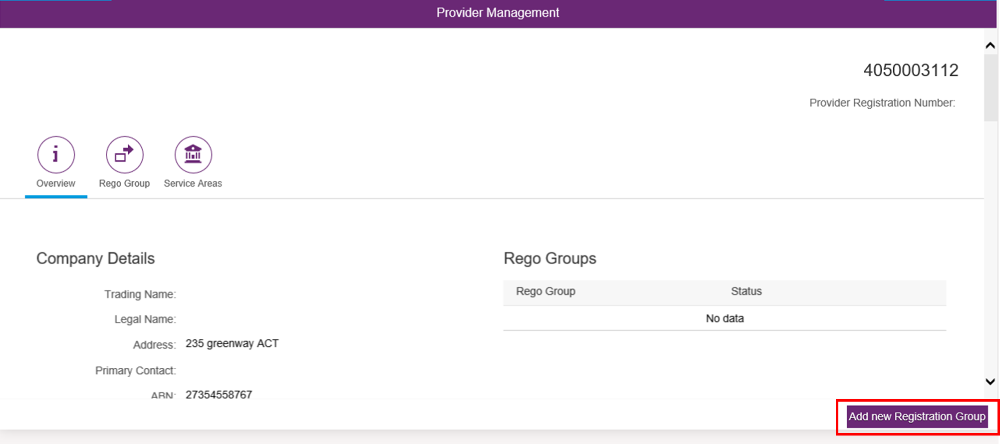 Provider Management
4050003112
Provider Registration Number:
Overview
Rego Group
Service Areas
Company Details
Trading Name:
Legal Name:
Address: 235 greenway ACT
Primary Contact:
ABN: 27354558767
Rego Groups
Rego Group Status
No data
Add new Registration Group